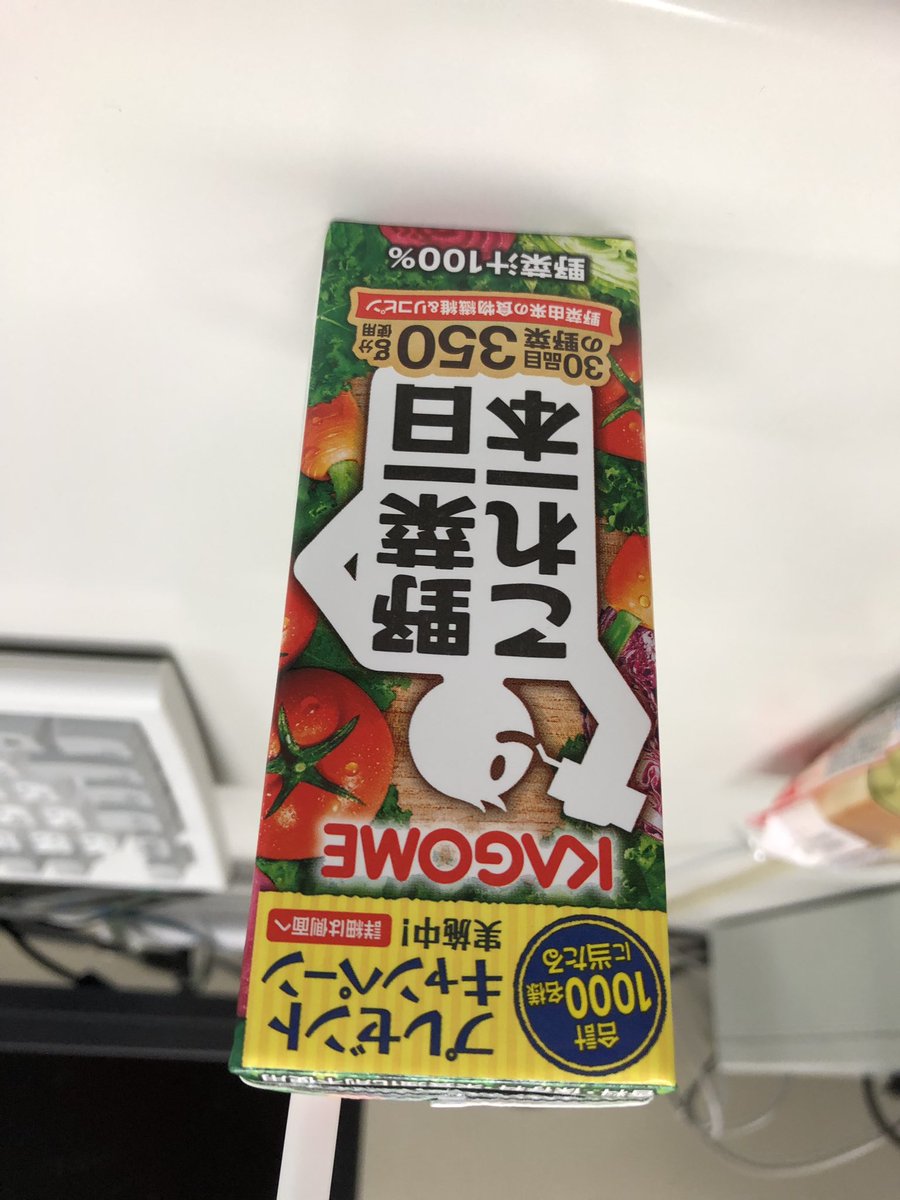 合計
1000名様
に当たる
プレゼント
キャンペーン
実施中!
詳細は側面へ
KAGOME
野菜一日
これ一本
30品目
の野菜
350
g分
使用
野菜由来の食物繊維&リコピン
野菜汁100%